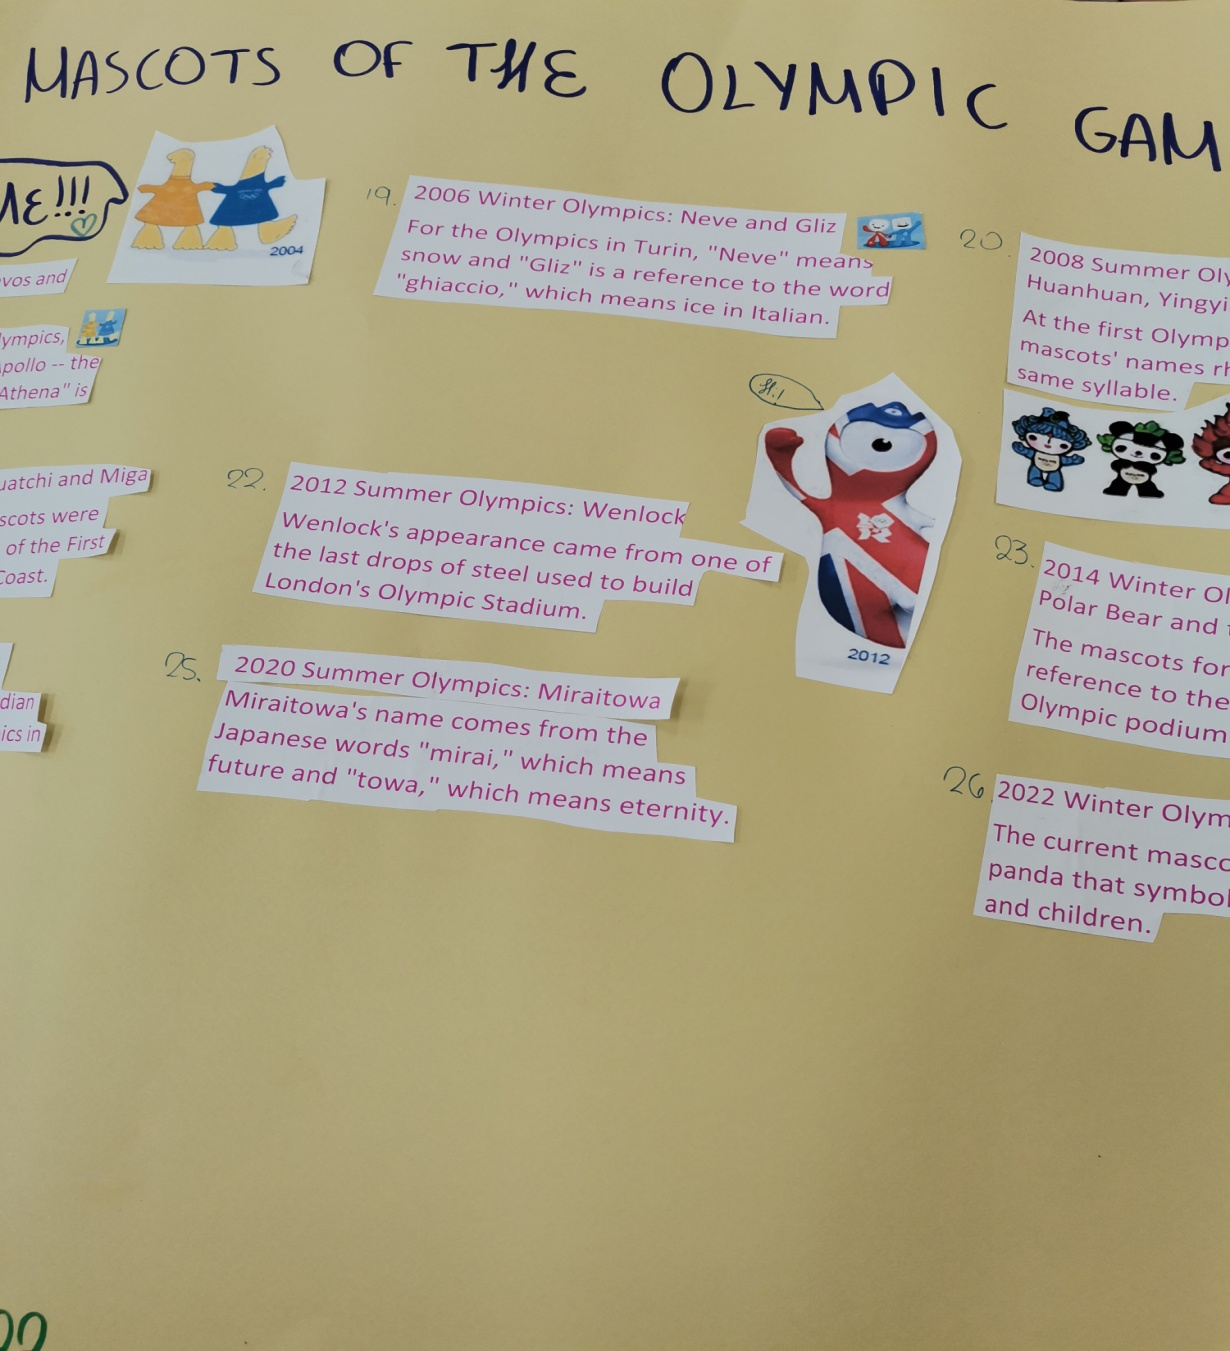 MASCOTS OF THE OLYMPIC GAM
ME!!!
2004
vos and
lympics,
Apollo -- the
Athena" is
19. 2006 Winter Olympics: Neve and Gliz
For the Olympics in Turin, "Neve" means
snow and "Gliz" is a reference to the word
"ghiaccio," which means ice in Italian.
20. 2008 Summer Oly
Huanhuan, Yingyi
At the first Olymp
mascots' names rh
same syllable.
uatchi and Miga
scots were
of the First
Coast.
22. 2012 Summer Olympics: Wenlock
Wenlock's appearance came from one of
the last drops of steel used to build
London's Olympic Stadium.
Hi!
2012
23. 2014 Winter Ol
Polar Bear and
The mascots for
reference to the
Olympic podium
dian
ics in
25. 2020 Summer Olympics: Miraitowa
Miraitowa's name comes from the
Japanese words "mirai," which means
future and "towa," which means eternity.
26. 2022 Winter Olym
The current masco
panda that symbol
and children.